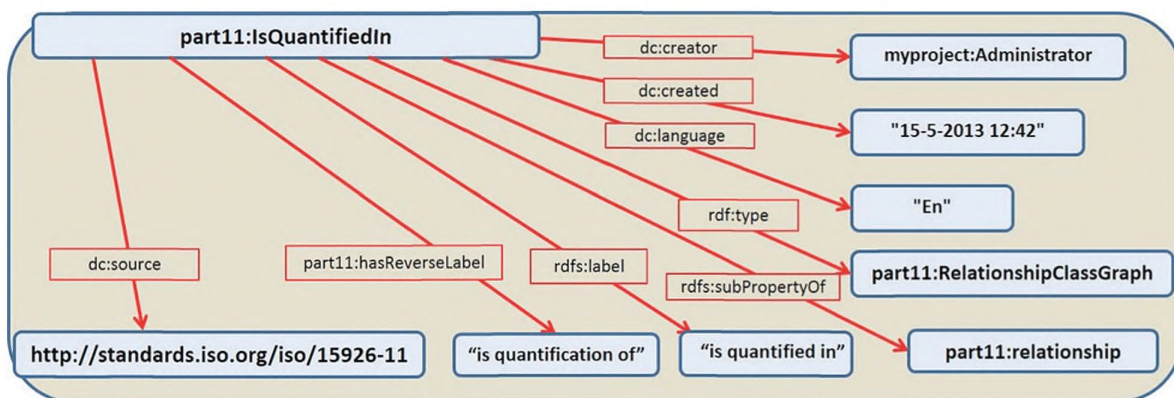 part11:IsQuantifiedIn
dc:creator
myproject:Administrator
dc:created
"15-5-2013 12:42"
dc:language
"En"
rdf:type
part11:RelationshipClassGraph
dc:source
part11:hasReverseLabel
rdfs:label
rdfs:subPropertyOf
http://standards.iso.org/iso/15926-11
“is quantification of”
“is quantified in”
part11:relationship